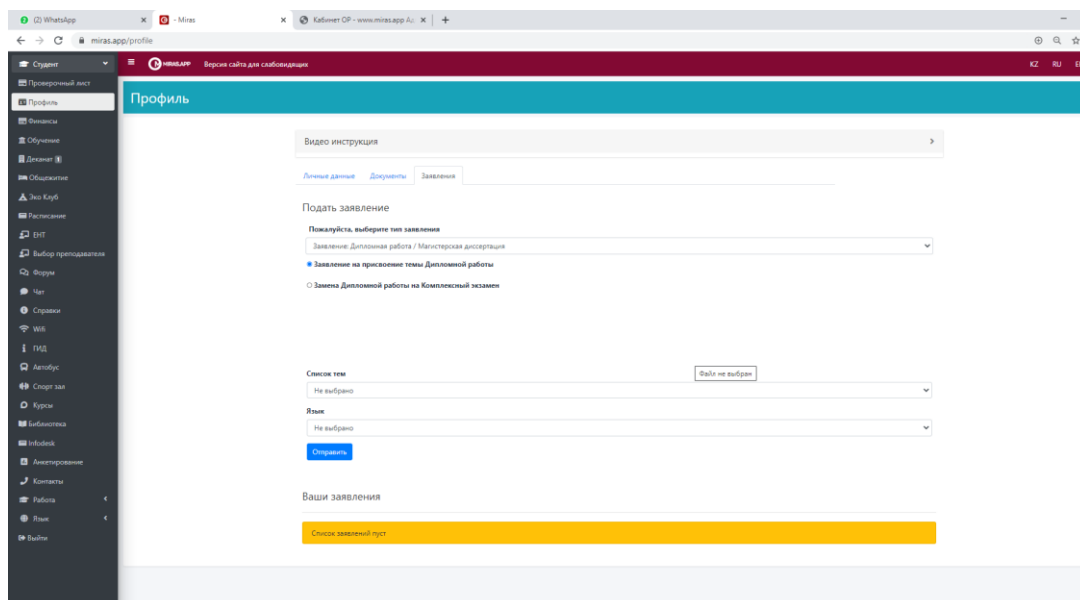 (2) WhatsApp
- Miras
Кабинет ОР - www.miras.app
miras.app/profile
Студент
MIRAS.APP
Версия сайта для слабовидящих
KZ RU
Проверочный лист
Профиль
Финансы
Обучение
Деканат 1
Общежитие
Эко Клуб
Расписание
ЕНТ
Выбор преподавателя
Форум
Чат
Справки
Wifi
ГИД
Автобус
Спорт зал
Курсы
Библиотека
Infodesk
Анкетирование
Контакты
Работа
Язык
Выйти
Профиль
Видео инструкция
Личные данные Документы Заявления
Подать заявление
Пожалуйста, выберите тип заявления
Заявление: Дипломная работа / Магистерская диссертация
Заявление на присвоение темы Дипломной работы
Замена Дипломной работы на Комплексный экзамен
Список тем
Файл не выбран
Не выбрано
Язык
Не выбрано
Отправить
Ваши заявления
Список заявлений пуст